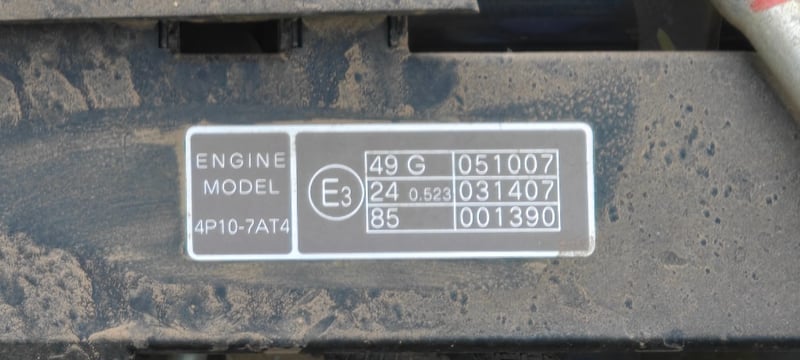 ENGINE
MODEL
4P10-7AT4
E3
49 G 051007
24 0.523 031407
85 001390